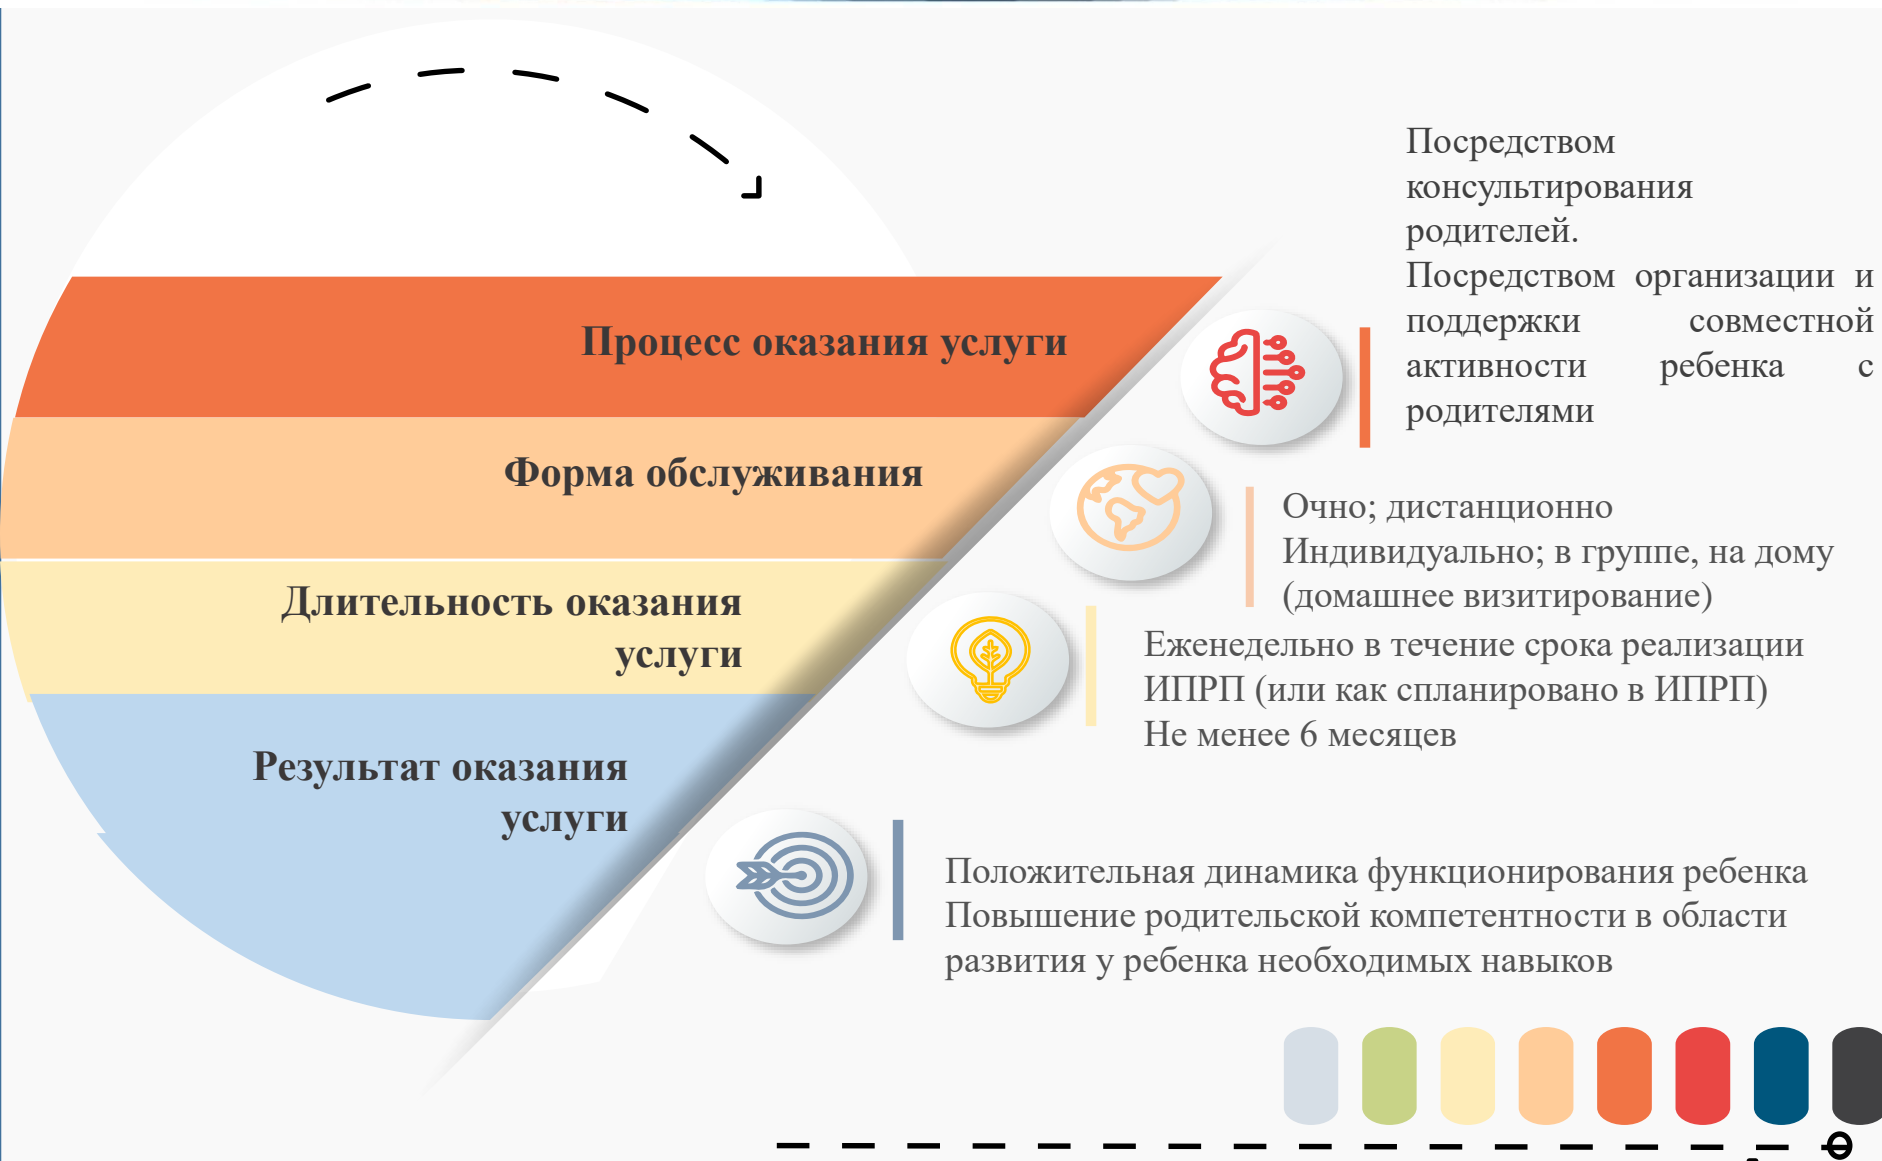 Процесс оказания услуги
Посредством
консультирования
родителей.
Посредством организации и
поддержки совместной
активности ребенка с
родителями
Форма обслуживания
Очно; дистанционно
Индивидуально; в группе, на дому
(домашнее визитирование)
Длительность оказания
услуги
Еженедельно в течение срока реализации
ИПРП (или как спланировано в ИПРП)
Не менее 6 месяцев
Результат оказания
услуги
Положительная динамика функционирования ребенка
Повышение родительской компетентности в области
развития у ребенка необходимых навыков